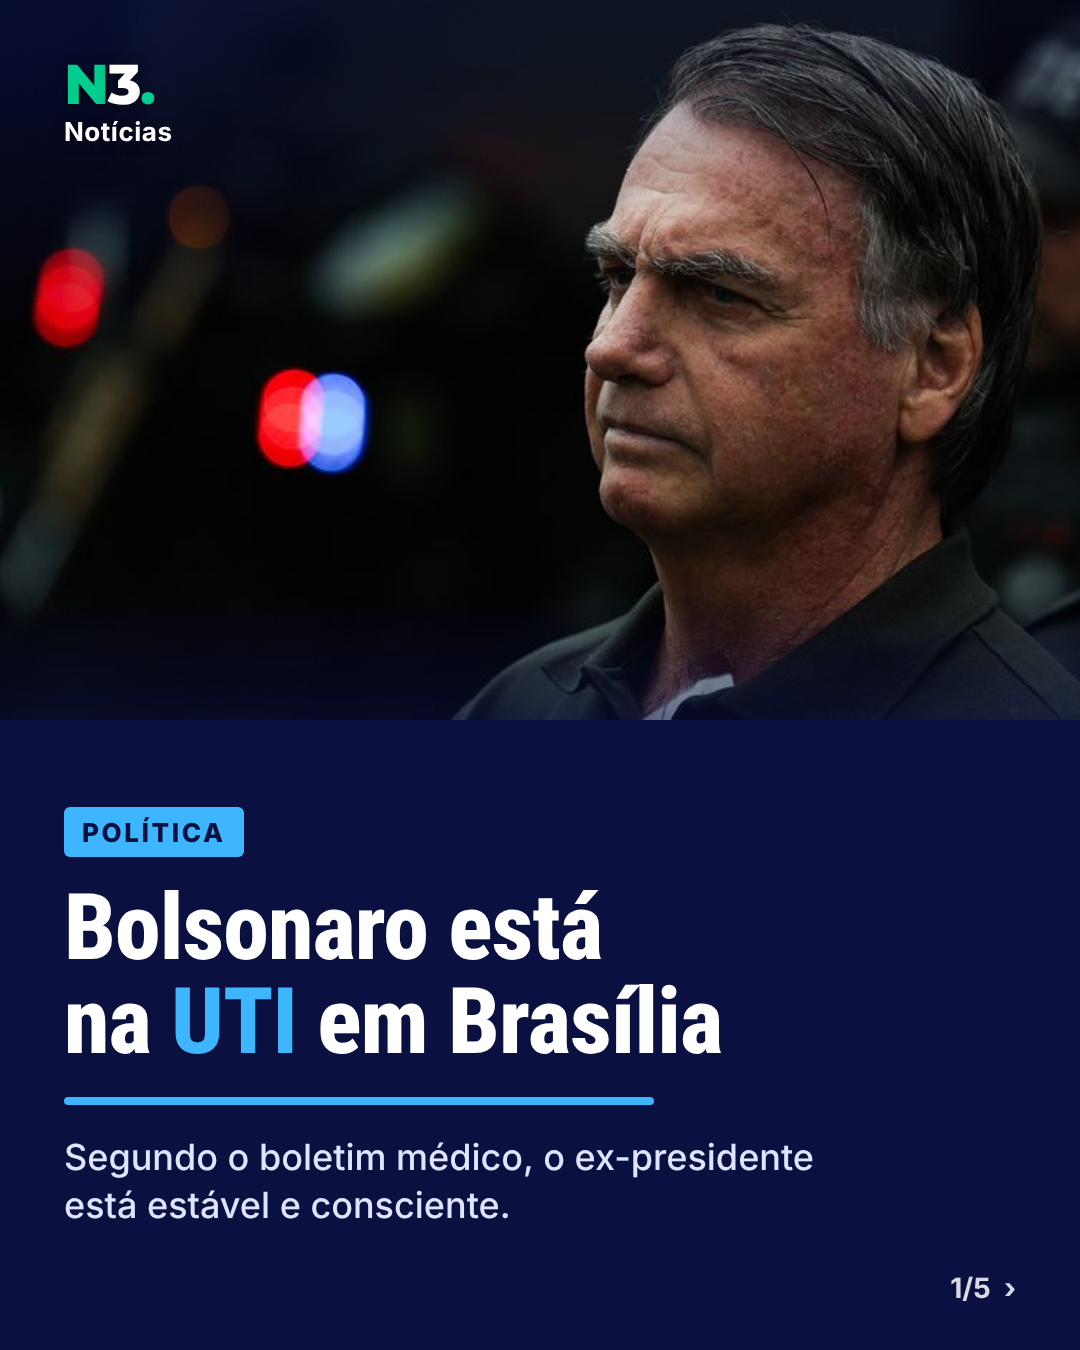 N3.
Notícias
POLÍTICA
Bolsonaro está
na UTI em Brasília
Segundo o boletim médico, o ex-presidente
está estável e consciente.
1/5 ›